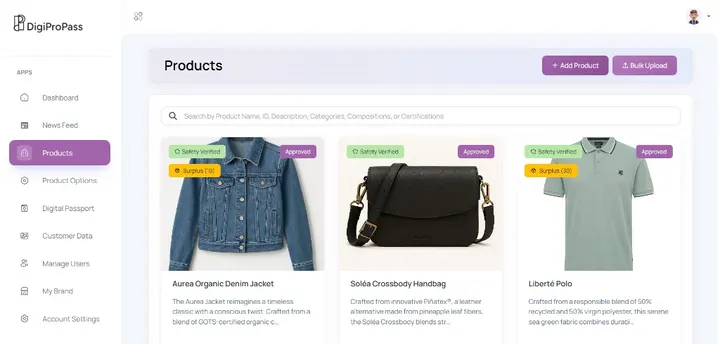 DigiProPass
APPS
Dashboard
News Feed
Products
Product Options
Digital Passport
Customer Data
Manage Users
My Brand
Account Settings
Products
+ Add Product
Bulk Upload
Search by Product Name, ID, Description, Categories, Compositions, or Certifications
Safety Verified
Approved
Surplus (10)
Aurea Organic Denim Jacket
The Aurea Jacket reimagines a timeless
classic with a conscious twist. Crafted from a
blend of GOTS-certified organic c...
Safety Verified
Approved
Soléa Crossbody Handbag
Crafted from innovative Piñatex®, a leather
alternative made from pineapple leaf fibers,
the Soléa Crossbody blends str...
Safety Verified
Approved
Surplus (30)
Liberté Polo
Crafted from a responsible blend of 50%
recycled and 50% virgin polyester, this serene
sea green fabric combines durati...